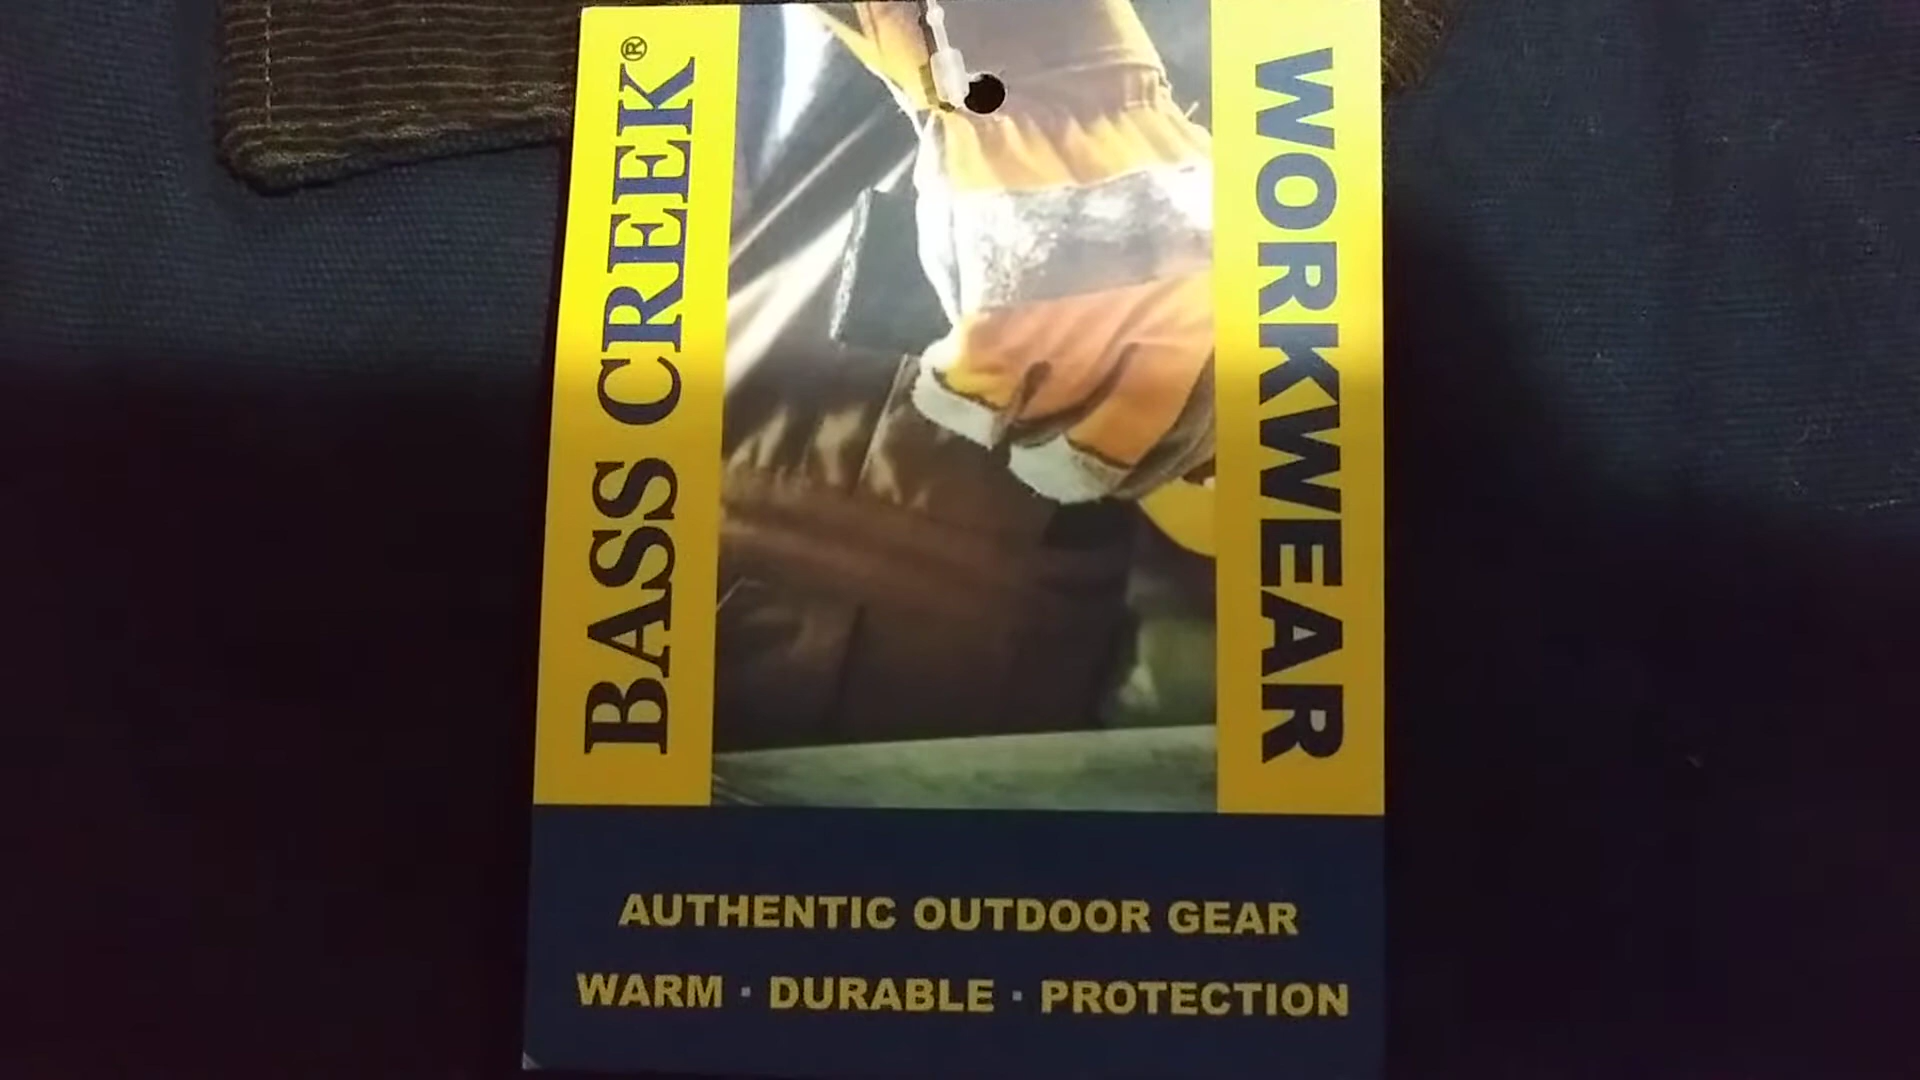 BASS CREEK®
WORKWEAR
AUTHENTIC OUTDOOR GEAR
WARM · DURABLE · PROTECTION